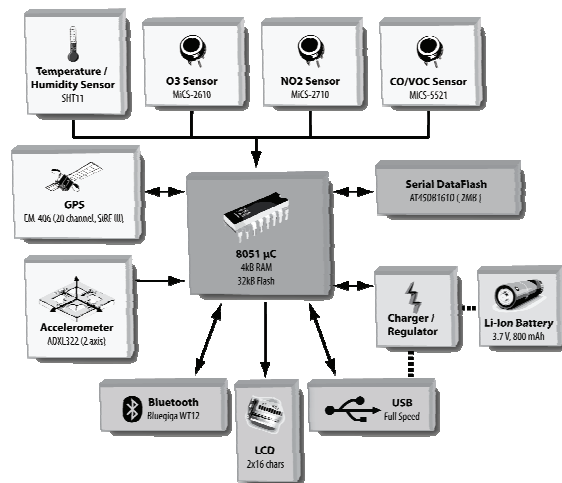 Temperature /
Humidity Sensor
SHT11
O3 Sensor
MiCS-2610
NO2 Sensor
MiCS-2710
CO/VOC Sensor
MiCS-5521
GPS
EM 406 (20 channel, SiRF III)
Serial DataFlash
AT45DB161D ( 2MB )
8051 µC
4kB RAM
32kB Flash
Accelerometer
ADXL322 (2 axis)
Charger /
Regulator
Li-Ion Battery
3.7 V, 800 mAh
Bluetooth
Bluegiga WT12
LCD
2x16 chars
USB
Full Speed